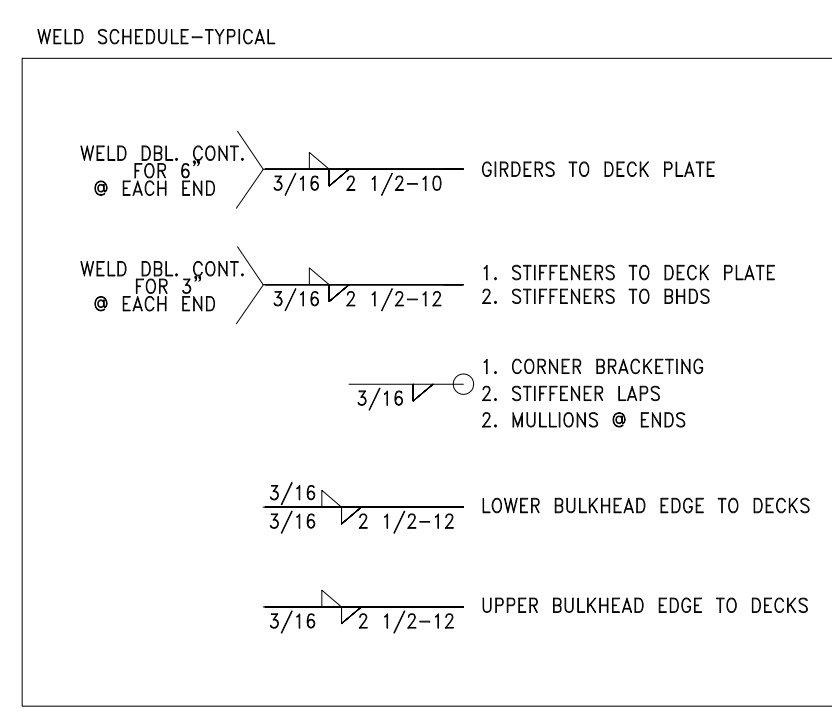 WELD SCHEDULE-TYPICAL
WELD DBL. CONT.
FOR 6"
@ EACH END
3/16 2 1/2-10
GIRDERS TO DECK PLATE
WELD DBL. CONT.
FOR 3"
@ EACH END
3/16 2 1/2-12
1. STIFFENERS TO DECK PLATE
2. STIFFENERS TO BHDS
3/16
1. CORNER BRACKETING
2. STIFFENER LAPS
2. MULLIONS @ ENDS
3/16
3/16 2 1/2-12
LOWER BULKHEAD EDGE TO DECKS
3/16 2 1/2-12
UPPER BULKHEAD EDGE TO DECKS